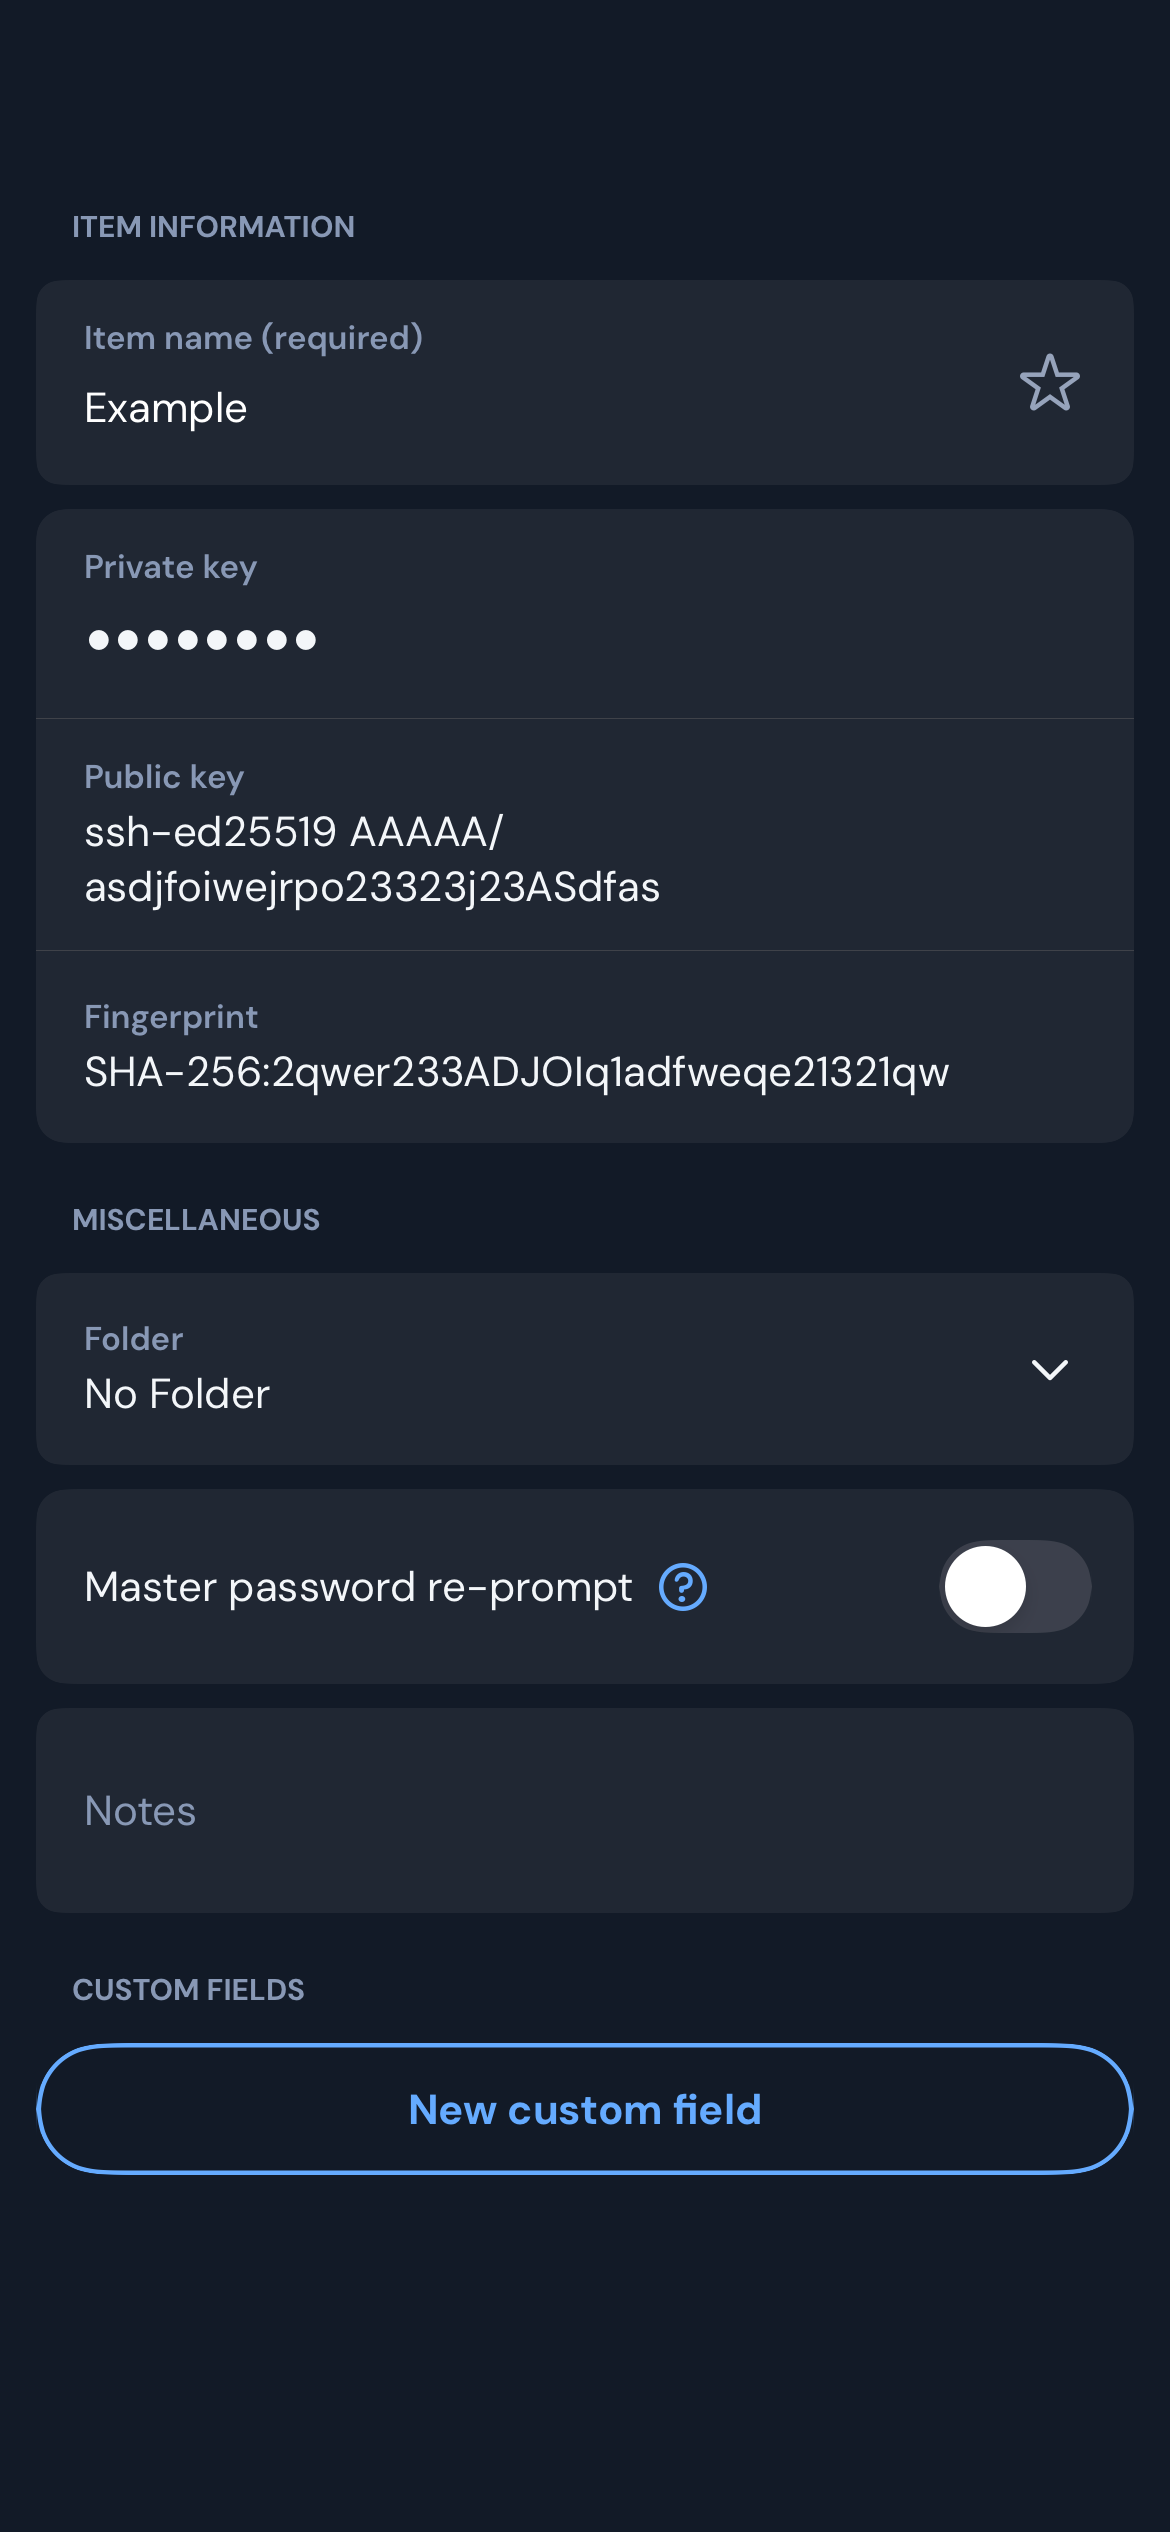 ITEM INFORMATION
Item name (required)
Example
Private key
●●●●●●●●
Public key
ssh-ed25519 AAAAA/
asdjfoiwejrpo23323j23ASdfas
Fingerprint
SHA-256:2qwer233ADJOIq1adfweqe21321qw
MISCELLANEOUS
Folder
No Folder
Master password re-prompt
Notes
CUSTOM FIELDS
New custom field